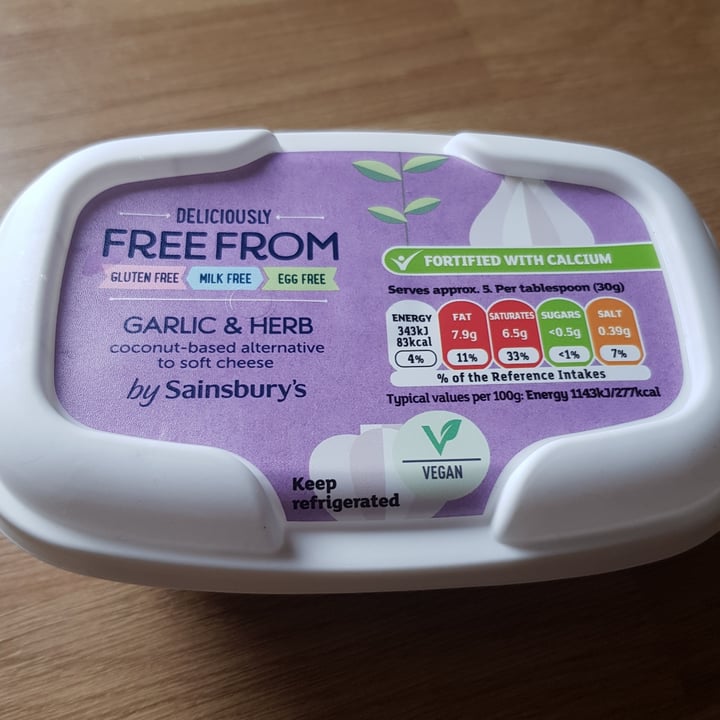 DELICIOUSLY
FREE FROM
GLUTEN FREE MILK FREE EGG FREE
GARLIC & HERB
coconut-based alternative
to soft cheese
by Sainsbury's
FORTIFIED WITH CALCIUM
Serves approx. 5. Per tablespoon (30g)
ENERGY
343kJ
83kcal
4%
FAT
7.9g
11%
SATURATES
6.5g
33%
SUGARS
<0.5g
<1%
SALT
0.39g
7%
% of the Reference Intakes
Typical values per 100g: Energy 1143kJ/277kcal
VEGAN
Keep
refrigerated